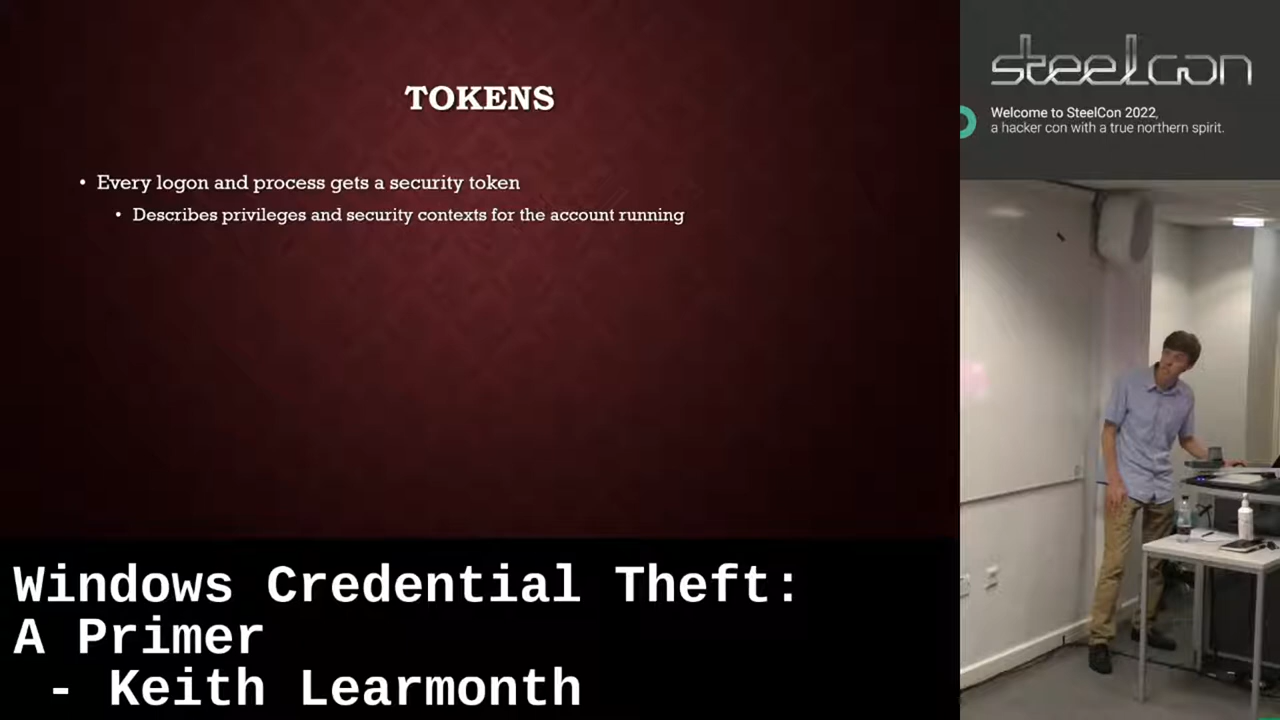 TOKENS
• Every logon and process gets a security token
• Describes privileges and security contexts for the account running
steelcon
Welcome to SteelCon 2022,
a hacker con with a true northern spirit.
Windows Credential Theft:
A Primer
- Keith Learmonth